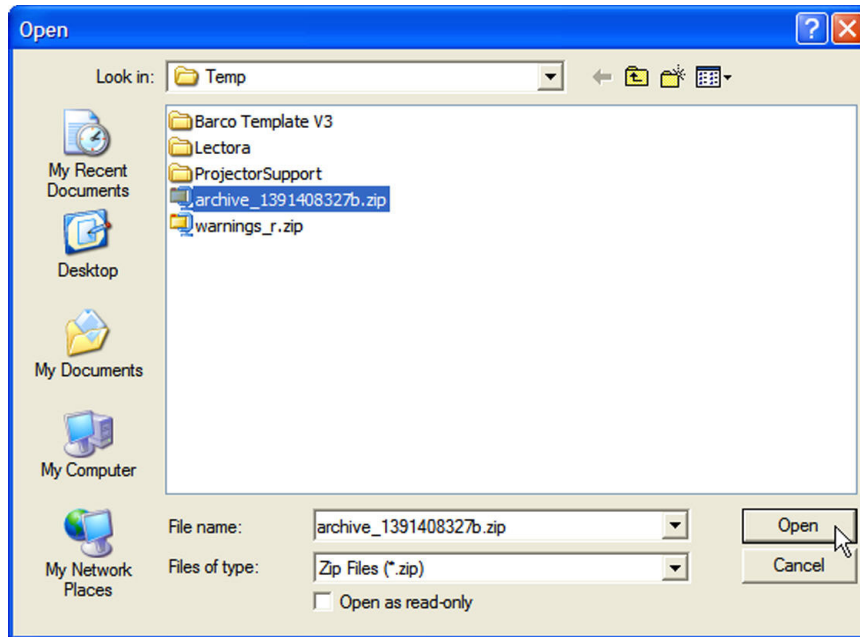 Open
Look in:
Temp
My Recent
Documents
Desktop
My Documents
My Computer
My Network
Places
Barco Template V3
Lectora
ProjectorSupport
archive_1391408327b.zip
warnings_r.zip
File name:
archive_1391408327b.zip
Open
Files of type:
Zip Files (*.zip)
Cancel
Open as read-only